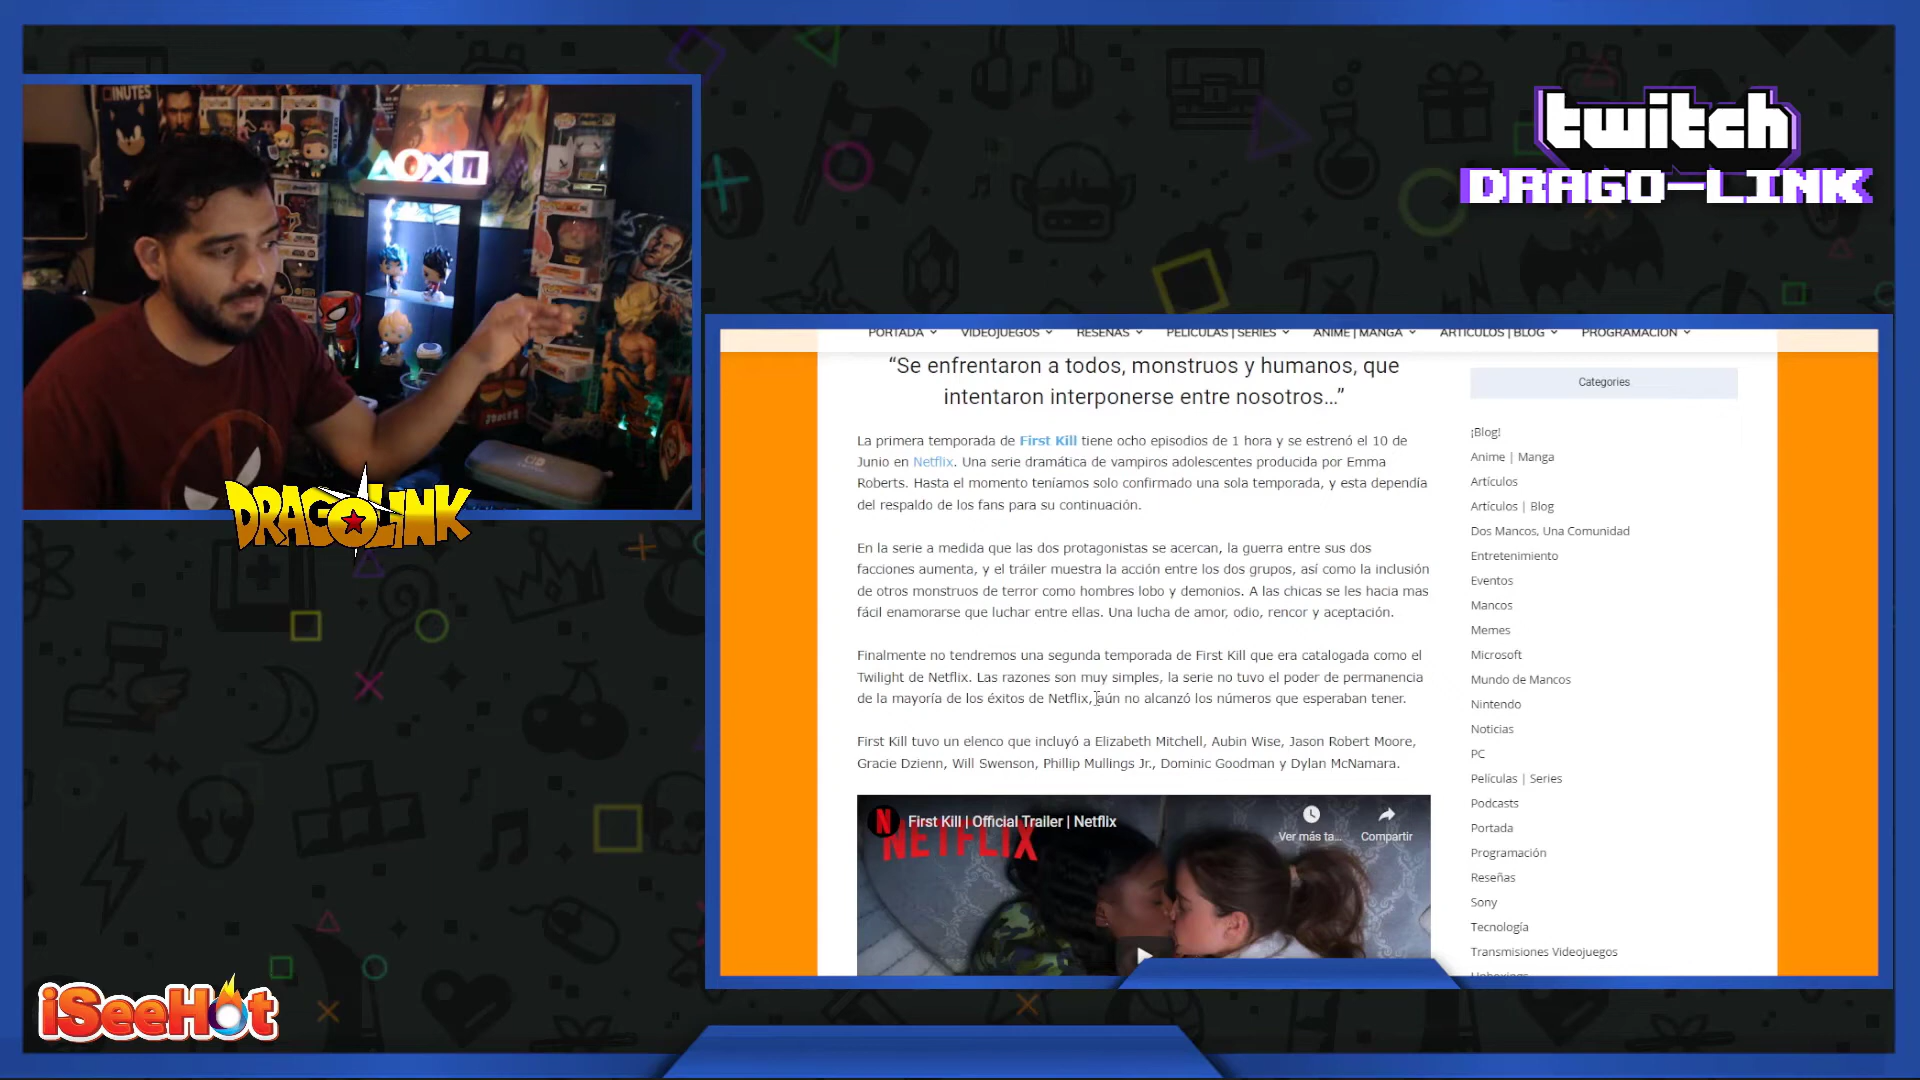 INUTES
twitch
DRAGO-LINK
DRAGOLINK
PORTADA
VIDEOJUEGOS
RESEÑAS
PELÍCULAS | SERIES
ANIME | MANGA
ARTÍCULOS | BLOG
PROGRAMACIÓN
“Se enfrentaron a todos, monstruos y humanos, que
intentaron interponerse entre nosotros…”
La primera temporada de First Kill tiene ocho episodios de 1 hora y se estrenó el 10 de
Junio en Netflix. Una serie dramática de vampiros adolescentes producida por Emma
Roberts. Hasta el momento teníamos solo confirmado una sola temporada, y esta dependía
del respaldo de los fans para su continuación.
En la serie a medida que las dos protagonistas se acercan, la guerra entre sus dos
facciones aumenta, y el tráiler muestra la acción entre los dos grupos, así como la inclusión
de otros monstruos de terror como hombres lobo y demonios. A las chicas se les hacia mas
fácil enamorarse que luchar entre ellas. Una lucha de amor, odio, rencor y aceptación.
Finalmente no tendremos una segunda temporada de First Kill que era catalogada como el
Twilight de Netflix. Las razones son muy simples, la serie no tuvo el poder de permanencia
de la mayoría de los éxitos de Netflix, aún no alcanzó los números que esperaban tener.
First Kill tuvo un elenco que incluyó a Elizabeth Mitchell, Aubin Wise, Jason Robert Moore,
Gracie Dzienn, Will Swenson, Phillip Mullings Jr., Dominic Goodman y Dylan McNamara.
N
First Kill | Official Trailer | Netflix
Ver más ta...
Compartir
NETFLIX
Categories
¡Blog!
Anime | Manga
Artículos
Artículos | Blog
Dos Mancos, Una Comunidad
Entretenimiento
Eventos
Mancos
Memes
Microsoft
Mundo de Mancos
Nintendo
Noticias
PC
Películas | Series
Podcasts
Portada
Programación
Reseñas
Sony
Tecnología
Transmisiones Videojuegos
Unboxings
iSeeHot